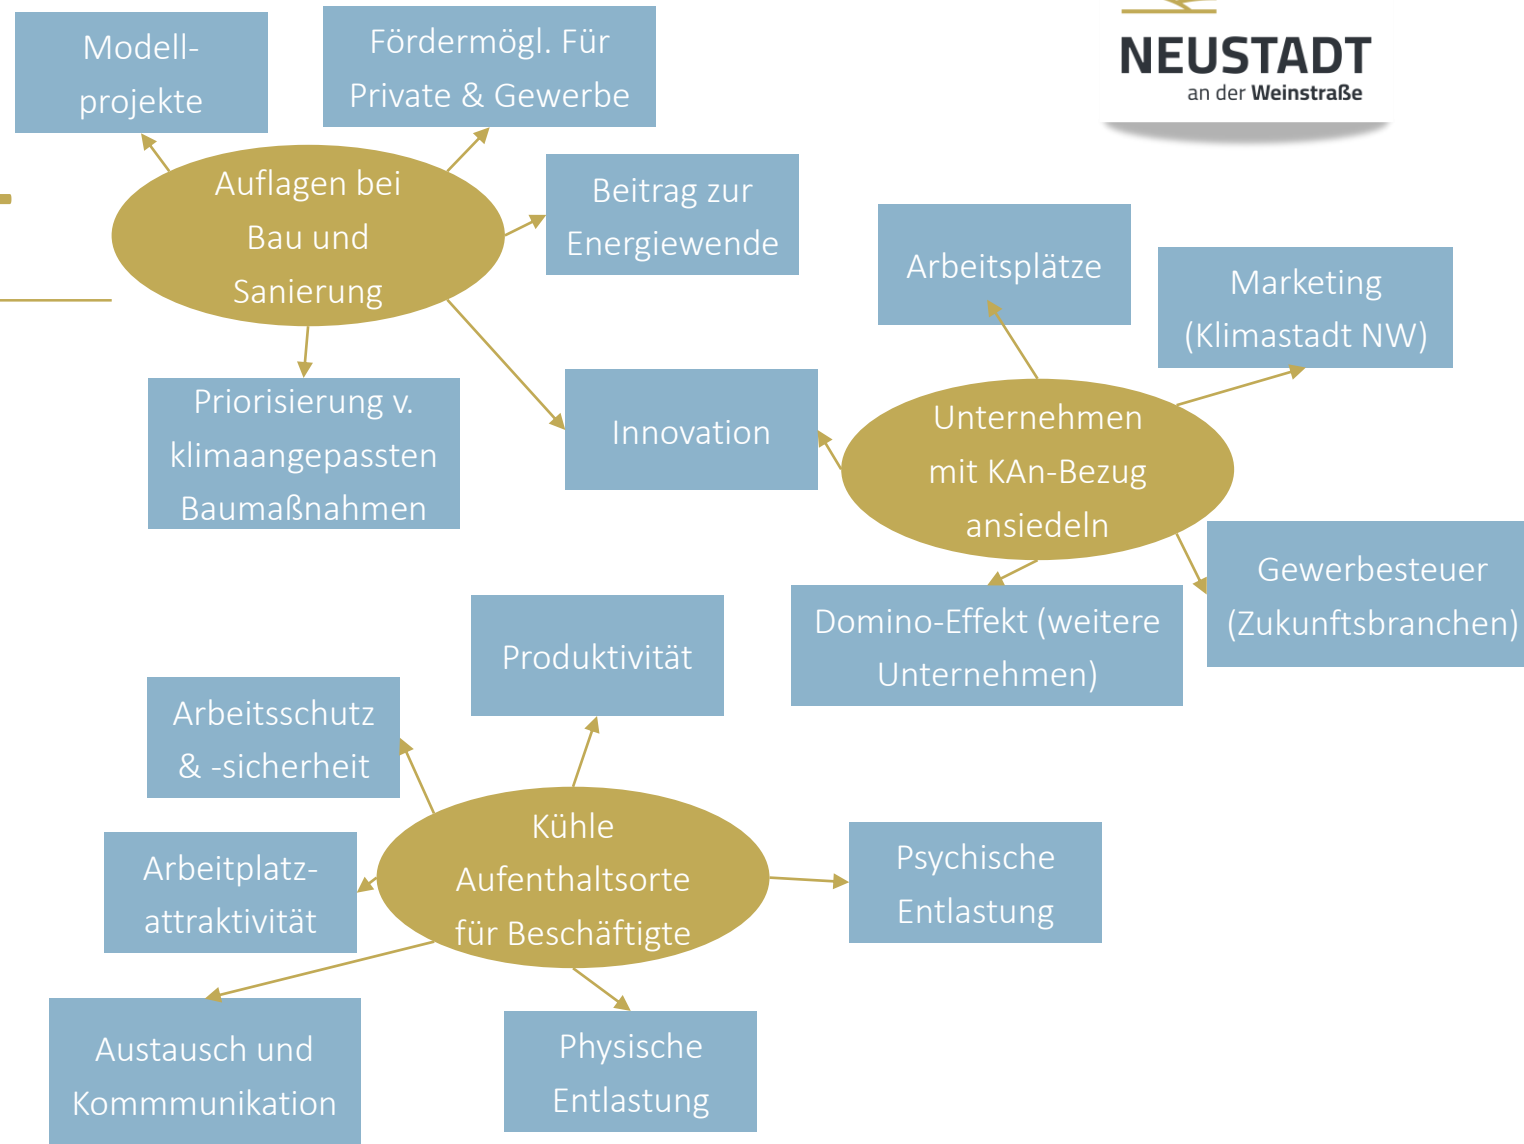 Modell-
projekte
Fördermögl. Für
Private & Gewerbe
NEUSTADT
an der Weinstraße
Auflagen bei
Bau und
Sanierung
Beitrag zur
Energiewende
Arbeitsplätze
Marketing
(Klimastadt NW)
Priorisierung v.
klimaangepassten
Baumaßnahmen
Innovation
Unternehmen
mit KAn-Bezug
ansiedeln
Gewerbesteuer
(Zukunftsbranchen)
Domino-Effekt (weitere
Unternehmen)
Produktivität
Arbeitsschutz
& -sicherheit
Kühle
Aufenthaltsorte
für Beschäftigte
Arbeitplatz-
attraktivität
Psychische
Entlastung
Austausch und
Kommmunikation
Physische
Entlastung